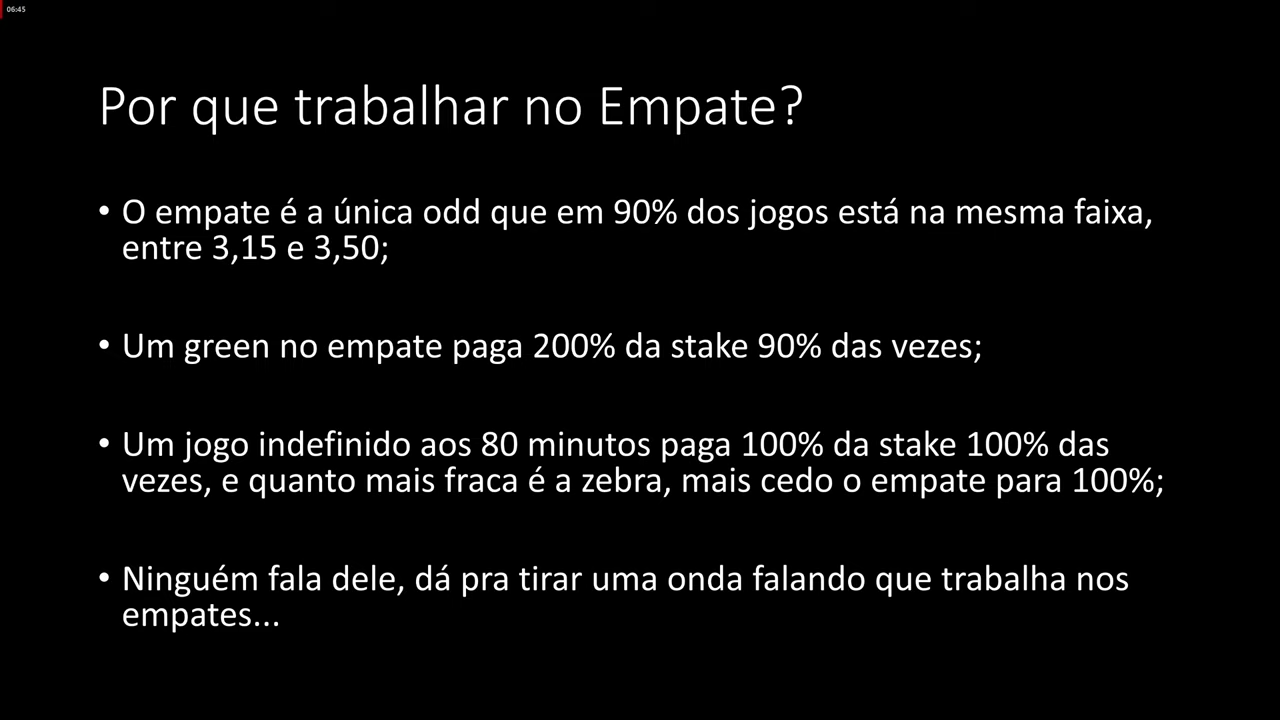 06:45
Por que trabalhar no Empate?
• O empate é a única odd que em 90% dos jogos está na mesma faixa,
entre 3,15 e 3,50;
• Um green no empate paga 200% da stake 90% das vezes;
• Um jogo indefinido aos 80 minutos paga 100% da stake 100% das
vezes, e quanto mais fraca é a zebra, mais cedo o empate para 100%;
• Ninguém fala dele, dá pra tirar uma onda falando que trabalha nos
empates...